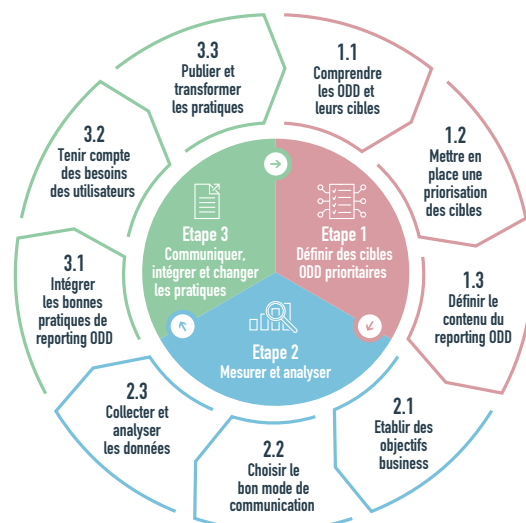 3.3
Publier et
transformer
les pratiques
1.1
Comprendre
les ODD et
leurs cibles
3.2
Tenir compte
des besoins
des utilisateurs
1.2
Mettre en
place une
priorisation
des cibles
Etape 3
Communiquer,
intégrer et changer
les pratiques
Etape 1
Définir des cibles
ODD prioritaires
3.1
Intégrer
les bonnes
pratiques de
reporting ODD
1.3
Définir le
contenu du
reporting ODD
Etape 2
Mesurer et analyser
2.3
Collecter et
analyser
les données
2.1
Etablir des
objectifs
business
2.2
Choisir le
bon mode de
communication